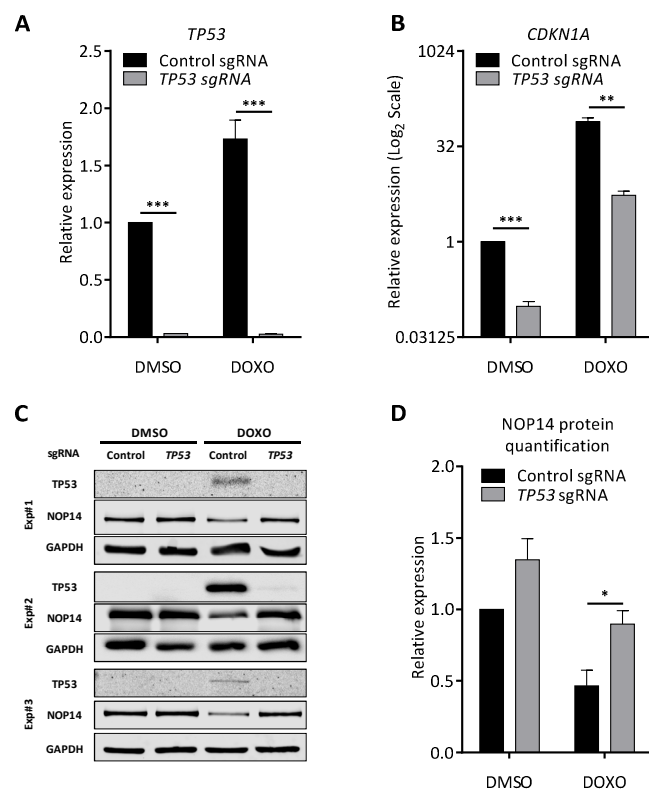 A
TP53
Relative expression
2.5
2.0
1.5
1.0
0.5
0.0
Control sgRNA
TP53 sgRNA
***
***
DMSO
DOXO
B
CDKN1A
Relative expression (Log2 Scale)
1024
32
1
0.03125
Control sgRNA
TP53 sgRNA
***
**
DMSO
DOXO
C
DMSO
DOXO
sgRNA
Control
TP53
Control
TP53
Exp#1
TP53
NOP14
GAPDH
Exp#2
TP53
NOP14
GAPDH
Exp#3
TP53
NOP14
GAPDH
D
NOP14 protein
quantification
Relative expression
2.0
1.5
1.0
0.5
0.0
Control sgRNA
TP53 sgRNA
*
DMSO
DOXO